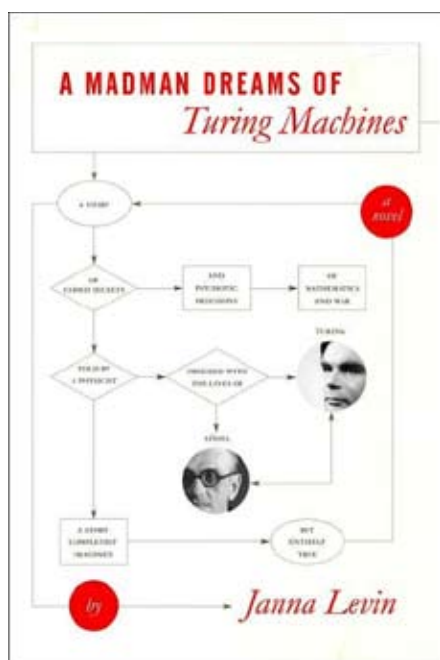 A MADMAN DREAMS OF
Turing Machines
A STORY
a
novel
OF
CODED SECRETS
AND
PSYCHOTIC
DELUSIONS
OF
MATHEMATICS
AND WAR
TURING
TOLD BY
A PHYSICIST
OBSESSED WITH
THE LIVES OF
GÖDEL
A STORY
COMPLETELY
IMAGINED
BUT
ENTIRELY
TRUE
by
Janna Levin